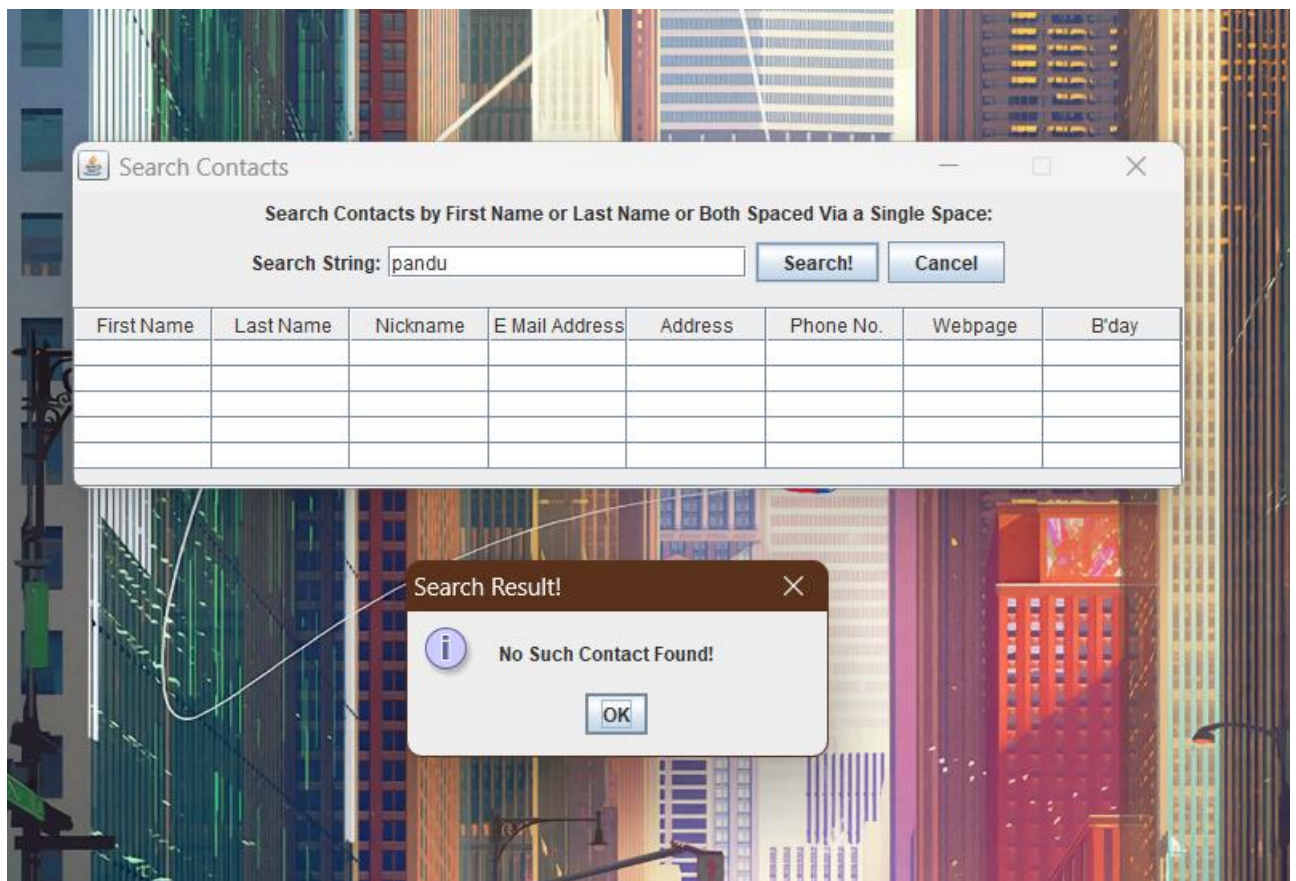 Search Contacts
Search Contacts by First Name or Last Name or Both Spaced Via a Single Space:
Search String: pandu Search! Cancel
First Name Last Name Nickname E Mail Address Address Phone No. Webpage B'day
Search Result!
No Such Contact Found!
OK